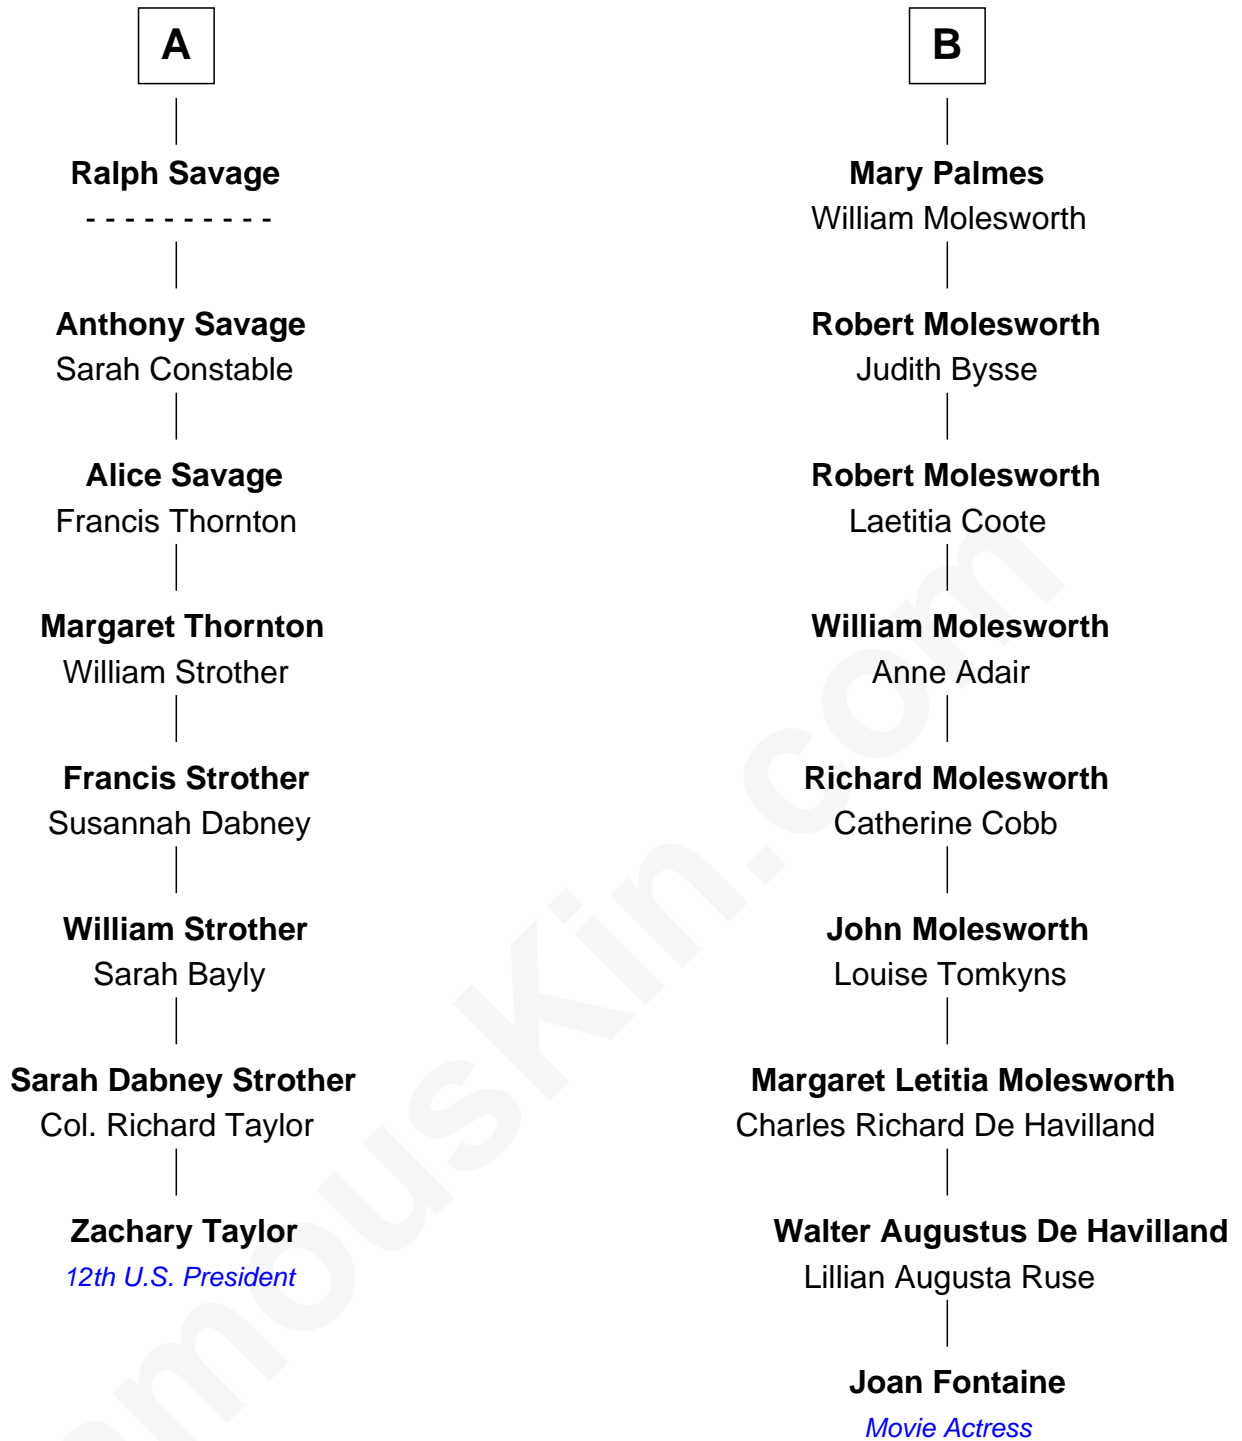 A
Ralph Savage
- - - - - - - - - -
Anthony Savage
Sarah Constable
Alice Savage
Francis Thornton
Margaret Thornton
William Strother
Francis Strother
Susannah Dabney
William Strother
Sarah Bayly
Sarah Dabney Strother
Col. Richard Taylor
Zachary Taylor
12th U.S. President
B
Mary Palmes
William Molesworth
Robert Molesworth
Judith Bysse
Robert Molesworth
Laetitia Coote
William Molesworth
Anne Adair
Richard Molesworth
Catherine Cobb
John Molesworth
Louise Tomkyns
Margaret Letitia Molesworth
Charles Richard De Havilland
Walter Augustus De Havilland
Lillian Augusta Ruse
Joan Fontaine
Movie Actress
amousKin.com